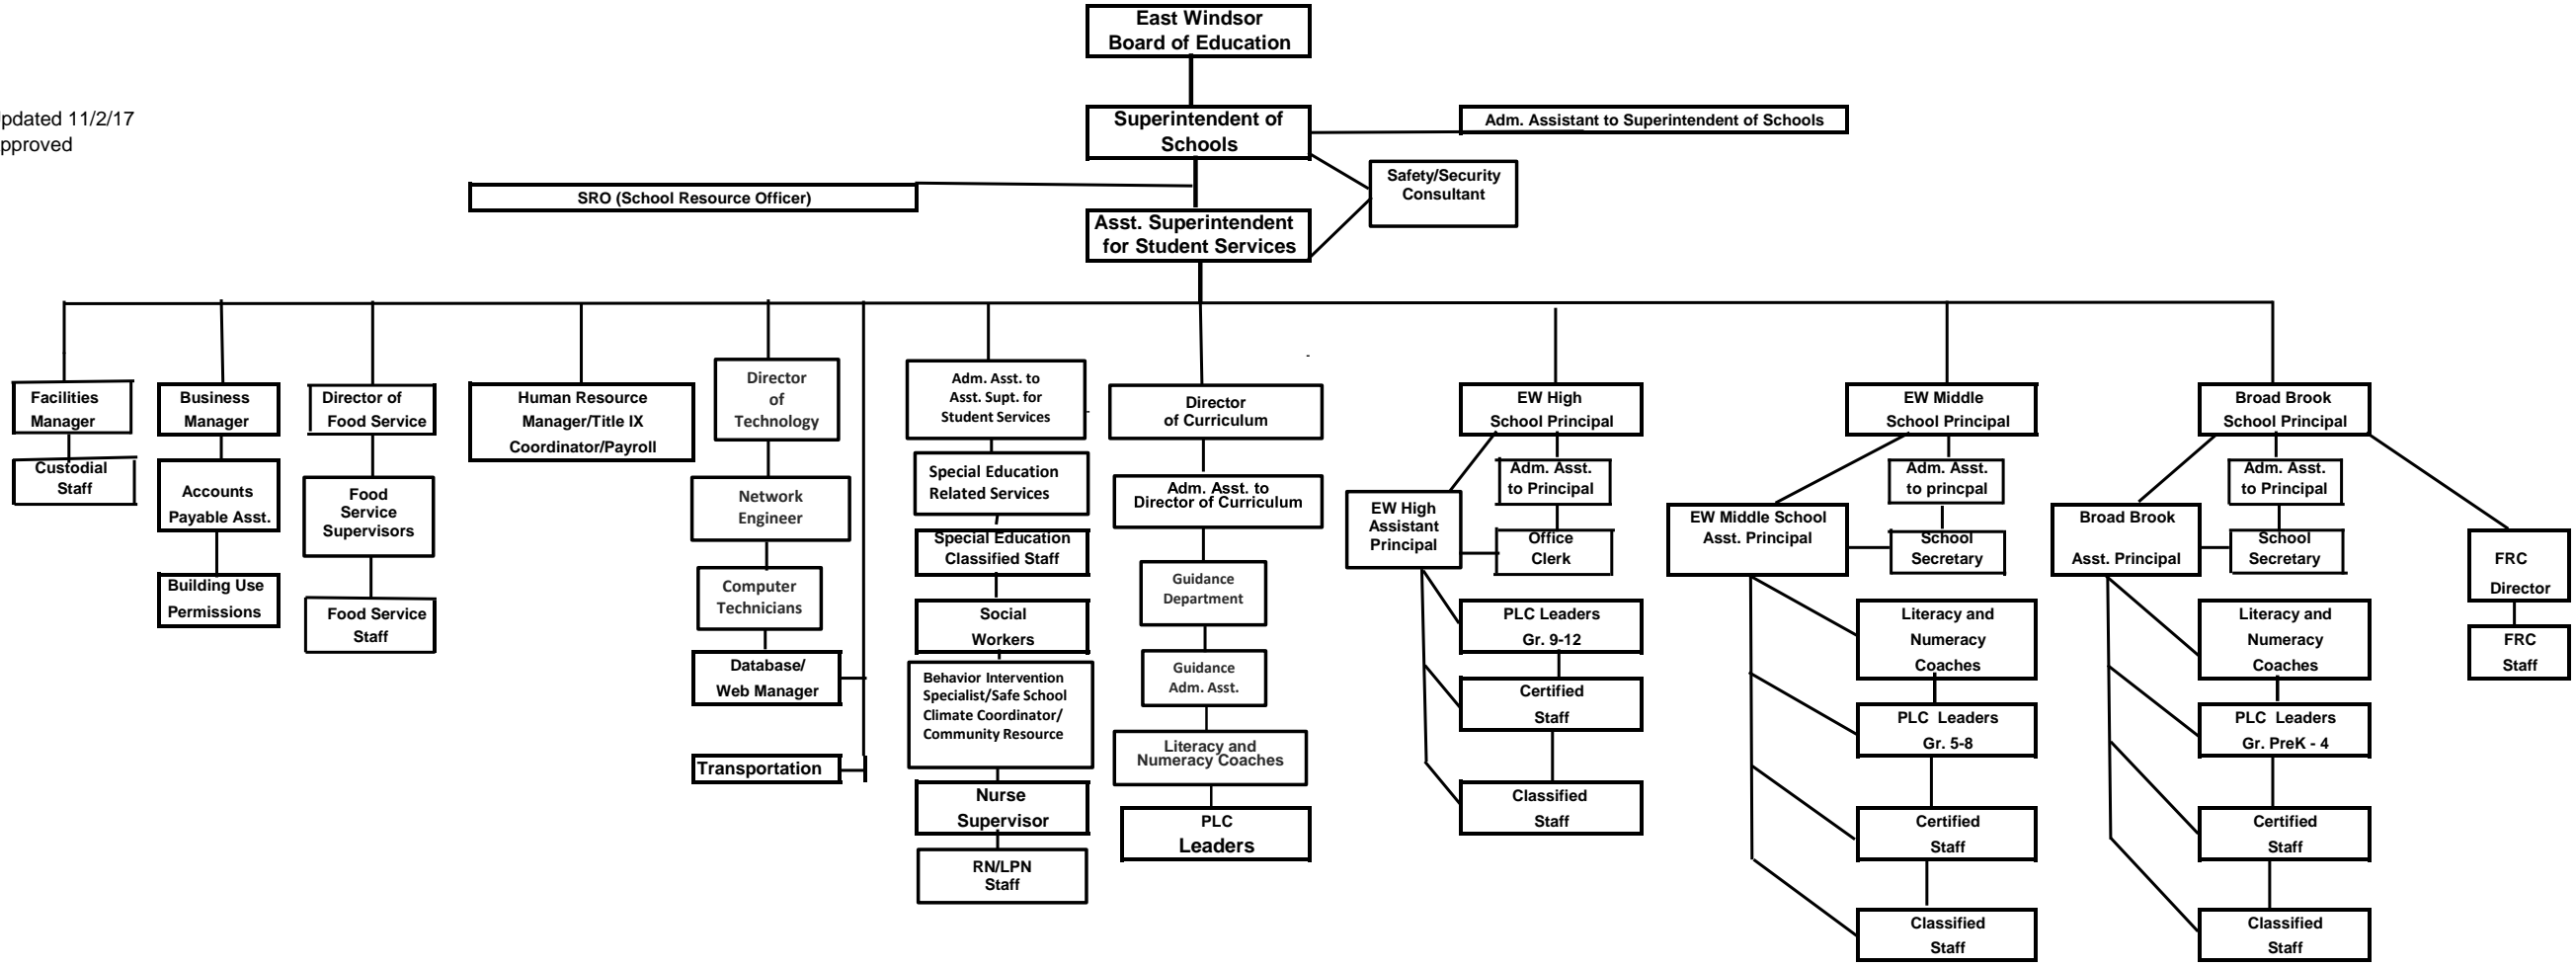 East Windsor
Board of Education
pdated 11/2/17
pproved
Superintendent of
Schools
Adm. Assistant to Superintendent of Schools
Safety/Security
Consultant
SRO (School Resource Officer)
Asst. Superintendent
for Student Services
Facilities
Manager
Custodial
Staff
Business
Manager
Accounts
Payable Asst.
Building Use
Permissions
Director of
Food Service
Food
Service
Supervisors
Food Service
Staff
Human Resource
Manager/Title IX
Coordinator/Payroll
Director
of
Technology
Network
Engineer
Computer
Technicians
Database/
Web Manager
Transportation
Adm. Asst. to
Asst. Supt. for
Student Services
Special Education
Related Services
Special Education
Classified Staff
Social
Workers
Behavior Intervention
Specialist/Safe School
Climate Coordinator/
Community Resource
Nurse
Supervisor
RN/LPN
Staff
Director
of Curriculum
Adm. Asst. to
Director of Curriculum
Guidance
Department
Guidance
Adm. Asst.
Literacy and
Numeracy Coaches
PLC
Leaders
EW High
School Principal
Adm. Asst.
to Principal
EW High
Assistant
Principal
Office
Clerk
PLC Leaders
Gr. 9-12
Certified
Staff
Classified
Staff
EW Middle
School Principal
Adm. Asst.
to princpal
EW Middle School
Asst. Principal
School
Secretary
Literacy and
Numeracy
Coaches
PLC Leaders
Gr. 5-8
Certified
Staff
Classified
Staff
Broad Brook
School Principal
Adm. Asst.
to Principal
Broad Brook
Asst. Principal
School
Secretary
Literacy and
Numeracy
Coaches
PLC Leaders
Gr. PreK - 4
Certified
Staff
Classified
Staff
FRC
Director
FRC
Staff